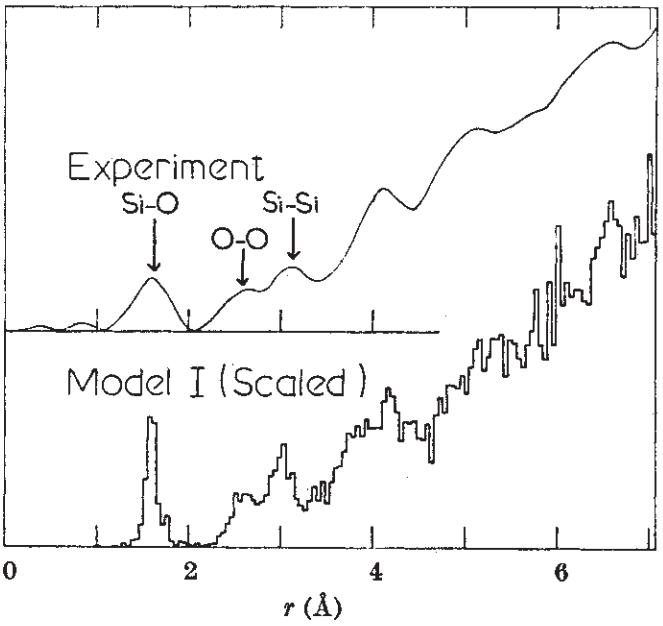 Experiment
Si-O
Si-Si
O-O
Model I (Scaled)
0 2 4 6
r (Å)